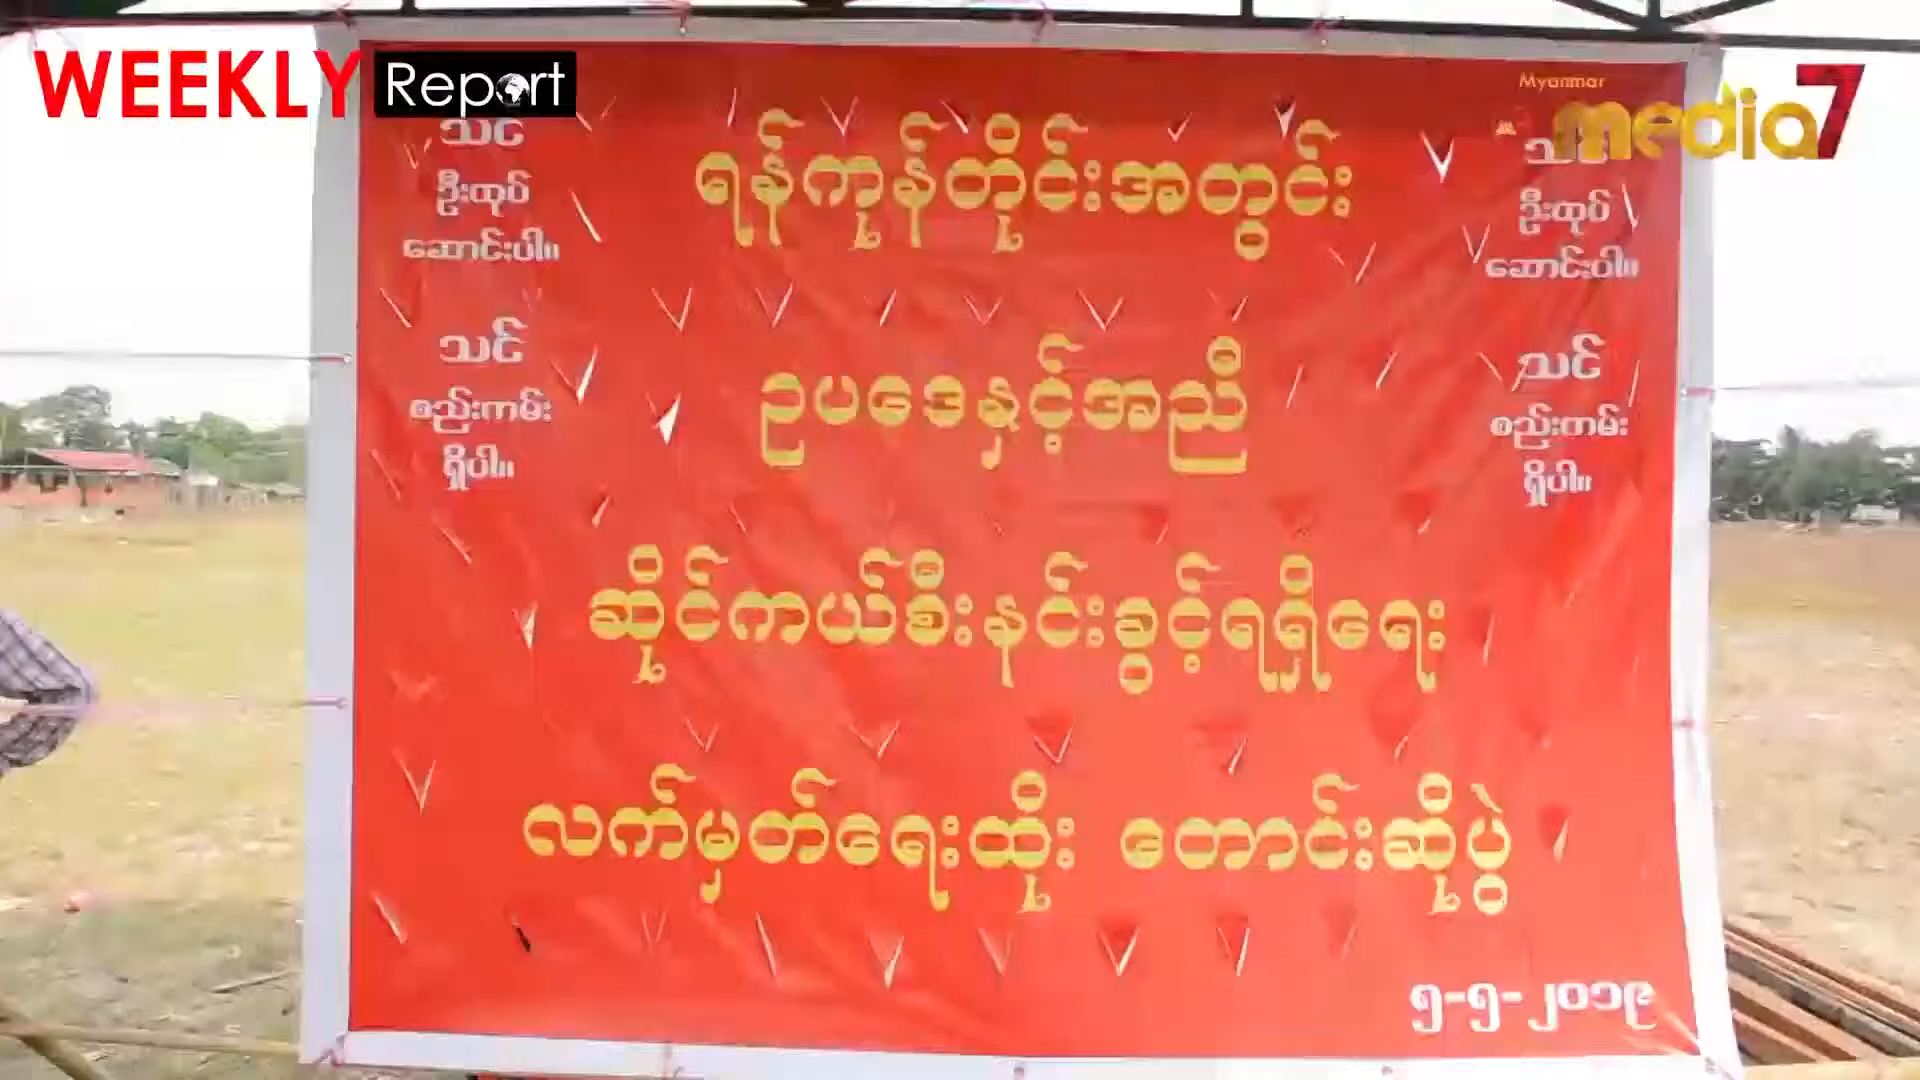 WEEKLY Report
Myanmar
media7
ရန်ကုန်တိုင်းအတွင်း
ဥပဒေနှင့်အညီ
ဆိုင်ကယ်စီးနင်းခွင့်ရရှိရေး
လက်မှတ်ရေးထိုး တောင်းဆိုပွဲ
သင်
ဦးထုပ်
ဆောင်းပါ။
သင်
စည်းကမ်း
ရှိပါ။
သင်
ဦးထုပ်
ဆောင်းပါ။
သင်
စည်းကမ်း
ရှိပါ။
၅-၅-၂၀၁၉